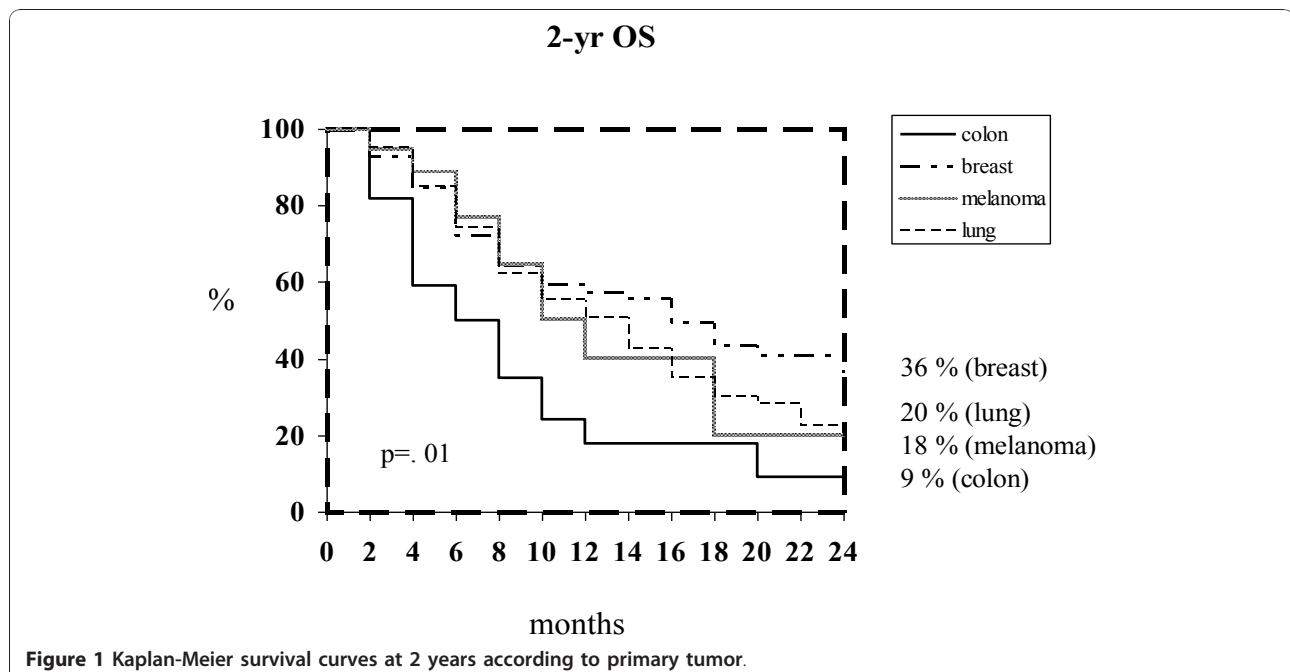 2-yr OS
100
80
60
40
20
0
%
p=. 01
0 2 4 6 8 10 12 14 16 18 20 22 24
months
colon
breast
melanoma
lung
36 % (breast)
20 % (lung)
18 % (melanoma)
9 % (colon)
Figure 1 Kaplan-Meier survival curves at 2 years according to primary tumor.